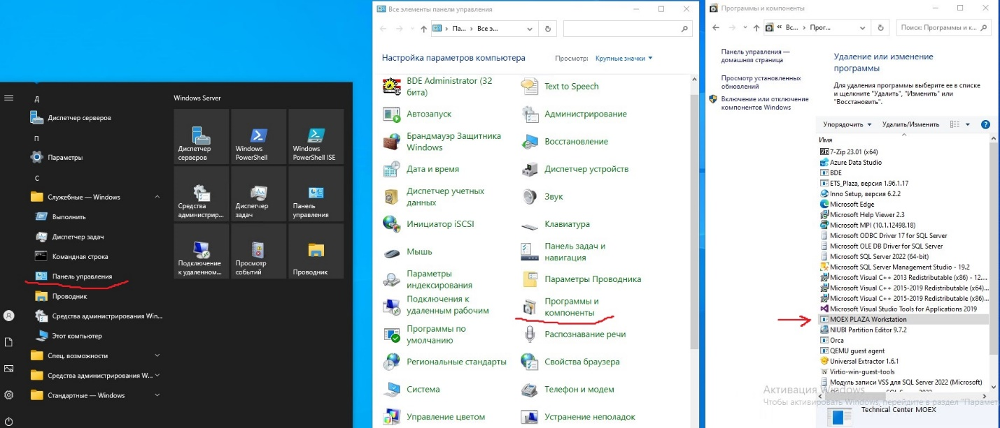 Д
Диспетчер серверов
П
Параметры
С
Служебные — Windows
Выполнить
Диспетчер задач
Командная строка
Панель управления
Проводник
Средства администрирования Win...
Этот компьютер
Спец. возможности
Средства администрирования W...
Стандартные — Windows
Windows Server
Диспетчер
серверов
Windows
PowerShell
Windows
PowerShell ISE
Средства
администрир...
Диспетчер
задач
Панель
управления
Подключение
к удаленном...
Просмотр
событий
Проводник
Все элементы панели управления
Па... › Все э...
Настройка параметров компьютера
Просмотр: Крупные значки
BDE Administrator (32
бита)
Text to Speech
Автозапуск
Администрирование
Брандмауэр Защитника
Windows
Восстановление
Дата и время
Диспетчер устройств
Диспетчер учетных
данных
Звук
Инициатор iSCSI
Клавиатура
Мышь
Панель задач и
навигация
Параметры
индексирования
Параметры Проводника
Подключения к
удаленным рабочим
Программы и
компоненты
Программы по
умолчанию
Распознавание речи
Региональные стандарты
Свойства браузера
Система
Телефон и модем
Управление цветом
Устранение неполадок
Программы и компоненты
« Вс... › Прог...
Поиск: Программы и к...
Панель управления —
домашняя страница
Просмотр установленных
обновлений
Включение или отключение
компонентов Windows
Удаление или изменение
программы
Для удаления программы выберите ее в списке
и щелкните "Удалить", "Изменить" или
"Восстановить".
Упорядочить
Удалить/Изменить
Имя
7-Zip 23.01 (x64)
Azure Data Studio
BDE
ETS_Plaza, версия 1.96.1.17
Inno Setup, версия 6.2.2
Microsoft Edge
Microsoft Help Viewer 2.3
Microsoft MPI (10.1.12498.18)
Microsoft ODBC Driver 17 for SQL Server
Microsoft OLE DB Driver for SQL Server
Microsoft SQL Server 2022 (64-bit)
Microsoft SQL Server Management Studio - 19.2
Microsoft Visual C++ 2013 Redistributable (x86) - 12....
Microsoft Visual C++ 2015-2019 Redistributable (x64)...
Microsoft Visual C++ 2015-2019 Redistributable (x86)...
Microsoft Visual Studio Tools for Applications 2019
MOEX PLAZA Workstation
NIUBI Partition Editor 9.7.2
Orca
QEMU guest agent
Universal Extractor 1.6.1
Virtio-win-guest-tools
Модуль записи VSS для SQL Server 2022 (Microsoft)
Активация Windows
Чтобы активировать Windows, перейдите в раздел "Парамет
Technical Center MOEX